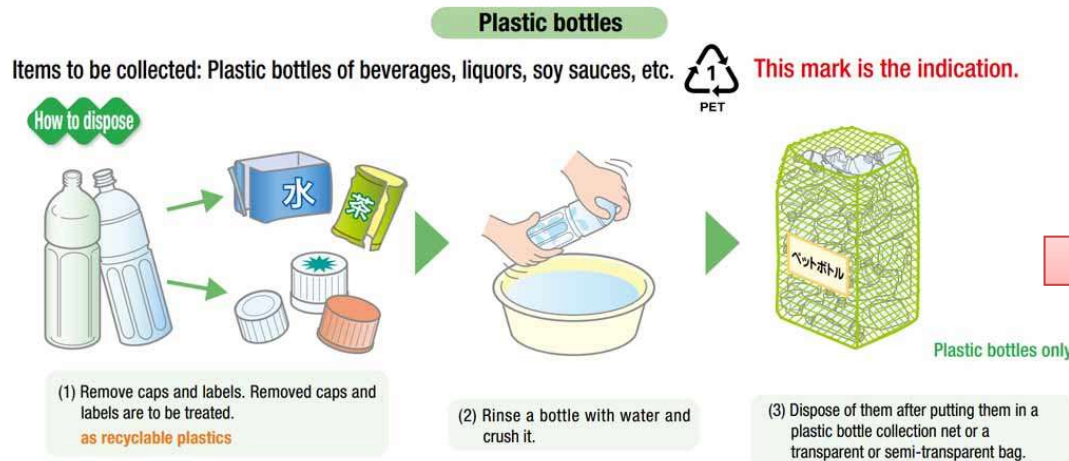 Plastic bottles
Items to be collected: Plastic bottles of beverages, liquors, soy sauces, etc.
1
PET
This mark is the indication.
How to dispose
水
茶
ペットボトル
Plastic bottles only
(1) Remove caps and labels. Removed caps and
labels are to be treated.
as recyclable plastics
(2) Rinse a bottle with water and
crush it.
(3) Dispose of them after putting them in a
plastic bottle collection net or a
transparent or semi-transparent bag.